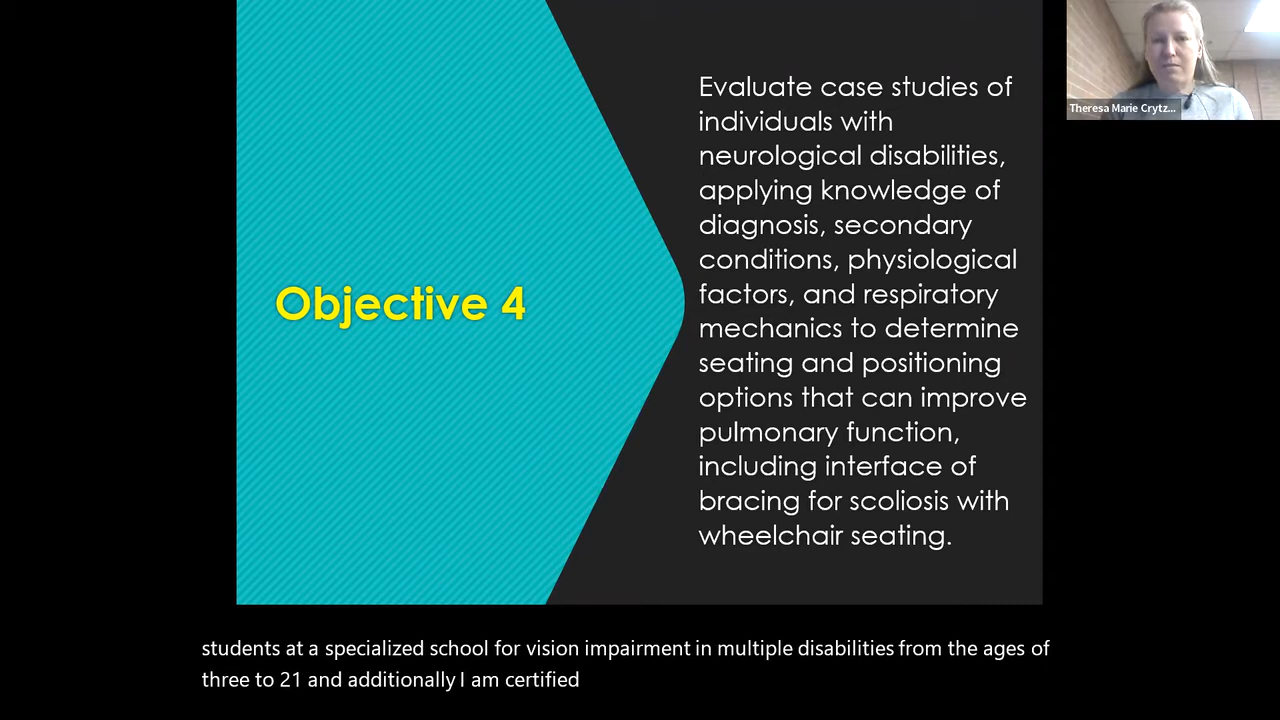 Objective 4
Evaluate case studies of
individuals with
neurological disabilities,
applying knowledge of
diagnosis, secondary
conditions, physiological
factors, and respiratory
mechanics to determine
seating and positioning
options that can improve
pulmonary function,
including interface of
bracing for scoliosis with
wheelchair seating.
Theresa Marie Crytz...
students at a specialized school for vision impairment in multiple disabilities from the ages of
three to 21 and additionally I am certified